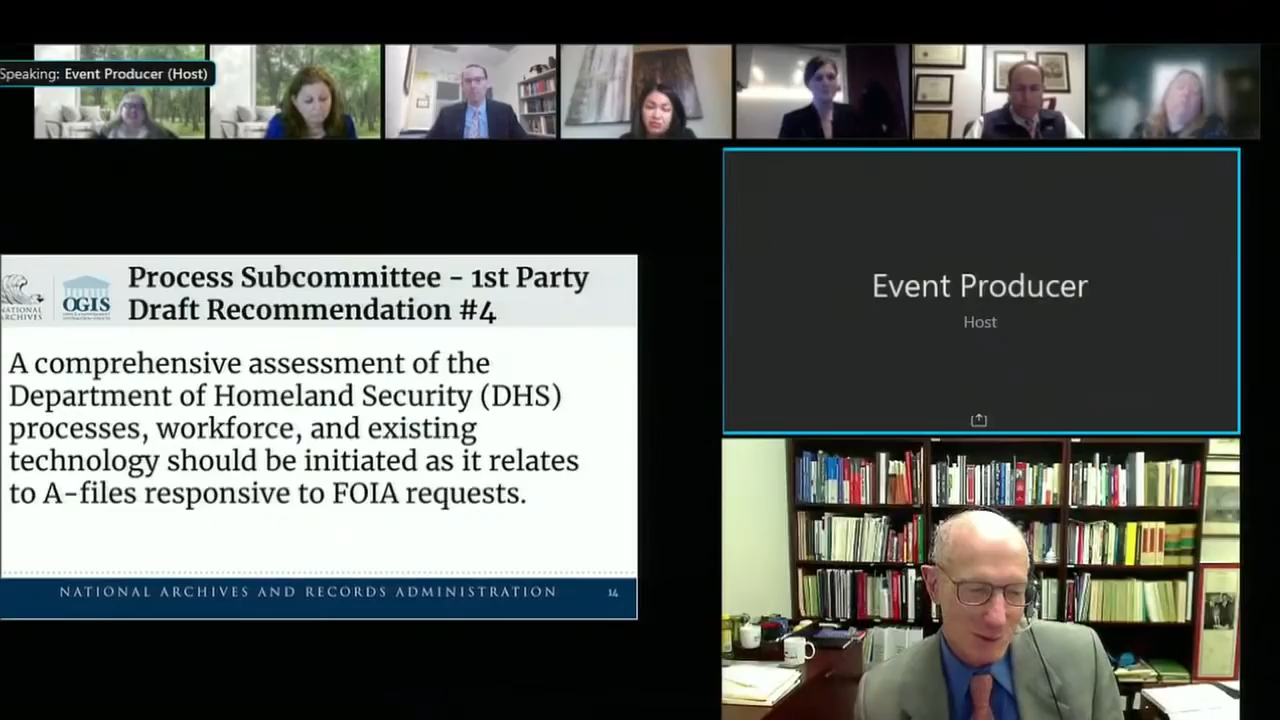 Speaking: Event Producer (Host)
Process Subcommittee - 1st Party
Draft Recommendation #4
NATIONAL
ARCHIVES
OGIS
A comprehensive assessment of the
Department of Homeland Security (DHS)
processes, workforce, and existing
technology should be initiated as it relates
to A-files responsive to FOIA requests.
NATIONAL ARCHIVES AND RECORDS ADMINISTRATION
14
Event Producer
Host